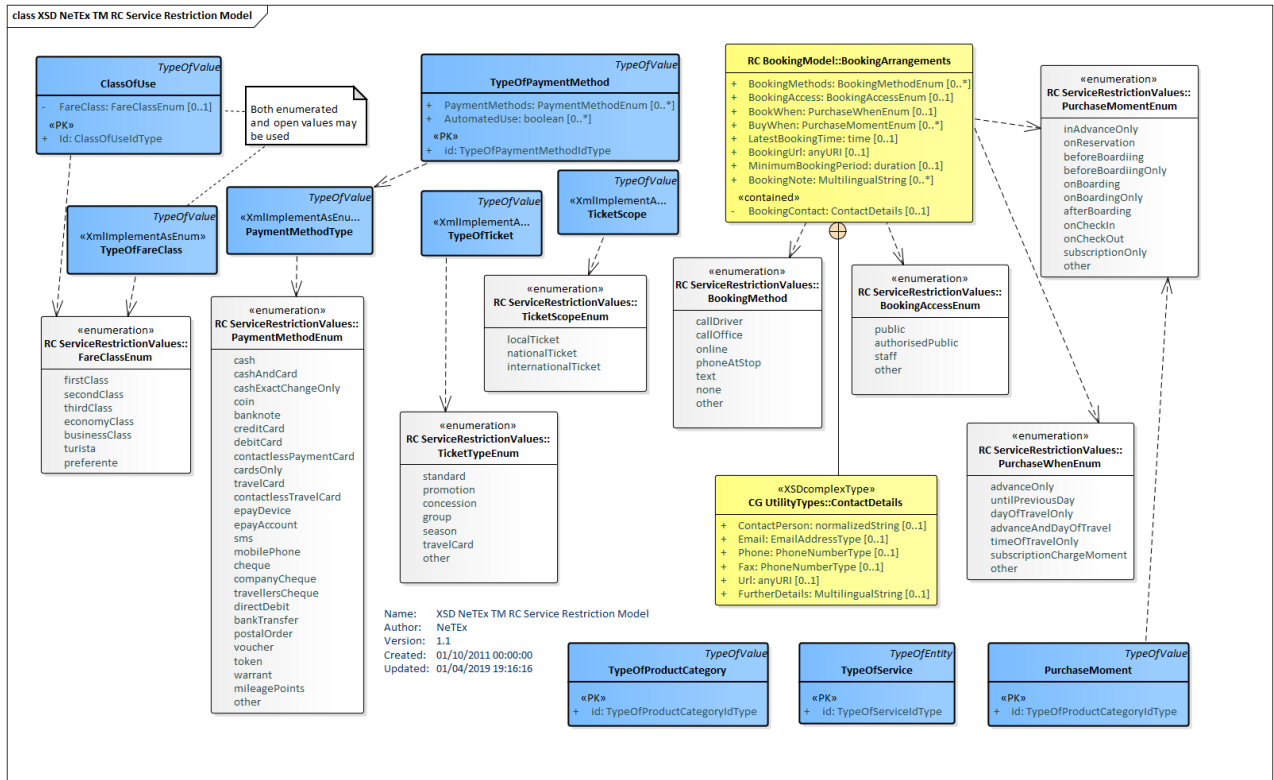 class XSD NeTEx TM RC Service Restriction Model
TypeOfValue
ClassOfUse
- FareClass: FareClassEnum [0..1]
«PK»
+ id: ClassOfUseIdType
Both enumerated
and open values may
be used
TypeOfValue
TypeOfPaymentMethod
+ PaymentMethods: PaymentMethodEnum [0..*]
+ AutomatedUse: boolean [0..*]
«PK»
+ id: TypeOfPaymentMethodIdType
RC BookingModel::BookingArrangements
+ BookingMethods: BookingMethodEnum [0..*]
+ BookingAccess: BookingAccessEnum [0..1]
+ BookWhen: PurchaseWhenEnum [0..1]
+ BuyWhen: PurchaseMomentEnum [0..*]
+ LatestBookingTime: time [0..1]
+ BookingUrl: anyURI [0..1]
+ MinimumBookingPeriod: duration [0..1]
+ BookingNote: MultilingualString [0..*]
«contained»
- BookingContact: ContactDetails [0..1]
«enumeration»
RC ServiceRestrictionValues::
PurchaseMomentEnum
inAdvanceOnly
onReservation
beforeBoardiing
beforeBoardiingOnly
onBoarding
onBoardingOnly
afterBoarding
onCheckIn
onCheckOut
subscriptionOnly
other
TypeOfValue
«XmlImplementAsEnum»
TypeOfFareClass
TypeOfValue
«XmlImplementAsEnu...
PaymentMethodType
TypeOfValue
«XmlImplementA...
TypeOfTicket
TypeOfValue
«XmlImplementA...
TicketScope
«enumeration»
RC ServiceRestrictionValues::
FareClassEnum
firstClass
secondClass
thirdClass
economyClass
businessClass
turista
preferente
«enumeration»
RC ServiceRestrictionValues::
PaymentMethodEnum
cash
cashAndCard
cashExactChangeOnly
coin
banknote
creditCard
debitCard
contactlessPaymentCard
cardsOnly
travelCard
contactlessTravelCard
epayDevice
epayAccount
sms
mobilePhone
cheque
companyCheque
travellersCheque
directDebit
bankTransfer
postalOrder
voucher
token
warrant
mileagePoints
other
«enumeration»
RC ServiceRestrictionValues::
TicketScopeEnum
localTicket
nationalTicket
internationalTicket
«enumeration»
RC ServiceRestrictionValues::
TicketTypeEnum
standard
promotion
concession
group
season
travelCard
other
«enumeration»
RC ServiceRestrictionValues::
BookingMethod
callDriver
callOffice
online
phoneAtStop
text
none
other
«enumeration»
RC ServiceRestrictionValues::
BookingAccessEnum
public
authorisedPublic
staff
other
«enumeration»
RC ServiceRestrictionValues::
PurchaseWhenEnum
advanceOnly
untilPreviousDay
dayOfTravelOnly
advanceAndDayOfTravel
timeOfTravelOnly
subscriptionChargeMoment
other
«XSDcomplexType»
CG UtilityTypes::ContactDetails
+ ContactPerson: normalizedString [0..1]
+ Email: EmailAddressType [0..1]
+ Phone: PhoneNumberType [0..1]
+ Fax: PhoneNumberType [0..1]
+ Url: anyURI [0..1]
+ FurtherDetails: MultilingualString [0..1]
Name: XSD NeTEx TM RC Service Restriction Model
Author: NeTEx
Version: 1.1
Created: 01/10/2011 00:00:00
Updated: 01/04/2019 19:16:16
TypeOfValue
TypeOfProductCategory
«PK»
+ id: TypeOfProductCategoryIdType
TypeOfEntity
TypeOfService
«PK»
+ id: TypeOfServiceIdType
TypeOfValue
PurchaseMoment
«PK»
+ id: TypeOfProductCategoryIdType